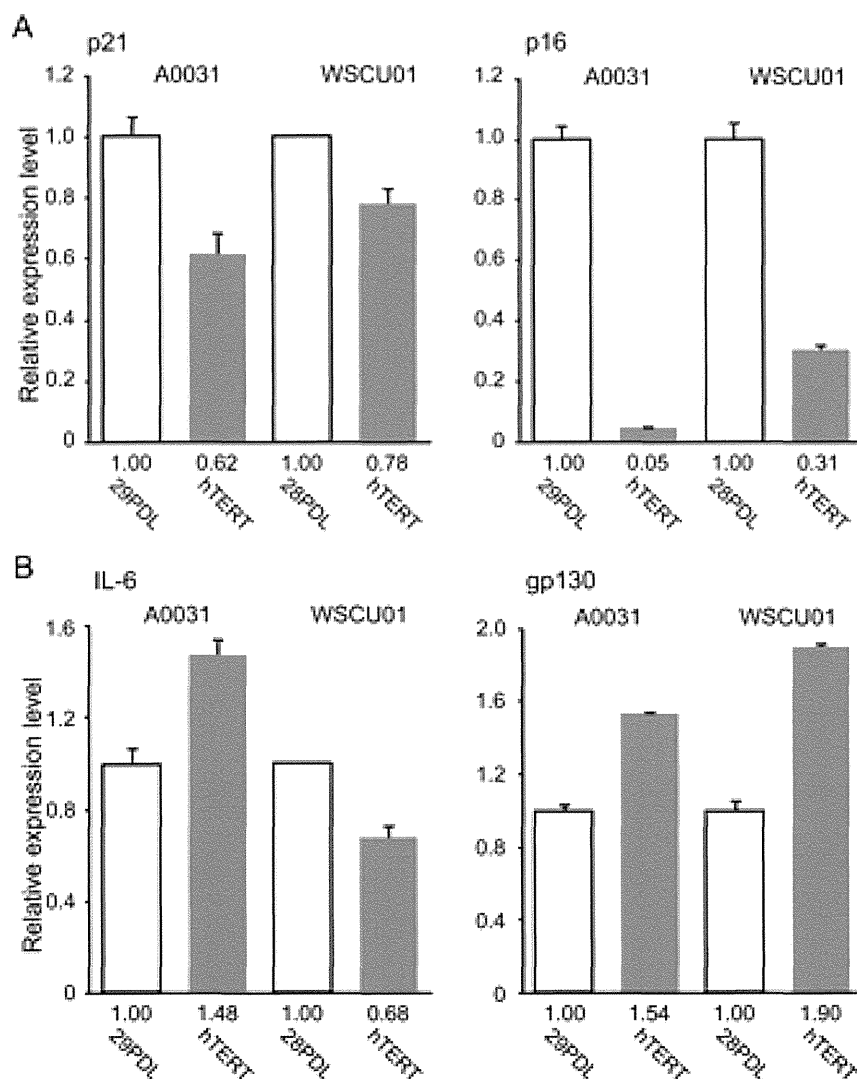 A
p21
A0031 WSCU01
Relative expression level
1.2
1.0
0.8
0.6
0.4
0.2
0
1.00 0.62 1.00 0.78
29PDL hTERT 28PDL hTERT
p16
A0031 WSCU01
1.2
1.0
0.8
0.6
0.4
0.2
0
1.00 0.05 1.00 0.31
29PDL hTERT 28PDL hTERT
B
IL-6
A0031 WSCU01
Relative expression level
1.6
1.2
0.8
0.4
0
1.00 1.48 1.00 0.68
29PDL hTERT 28PDL hTERT
gp130
A0031 WSCU01
2.0
1.6
1.2
0.8
0.4
0
1.00 1.54 1.00 1.90
29PDL hTERT 28PDL hTERT